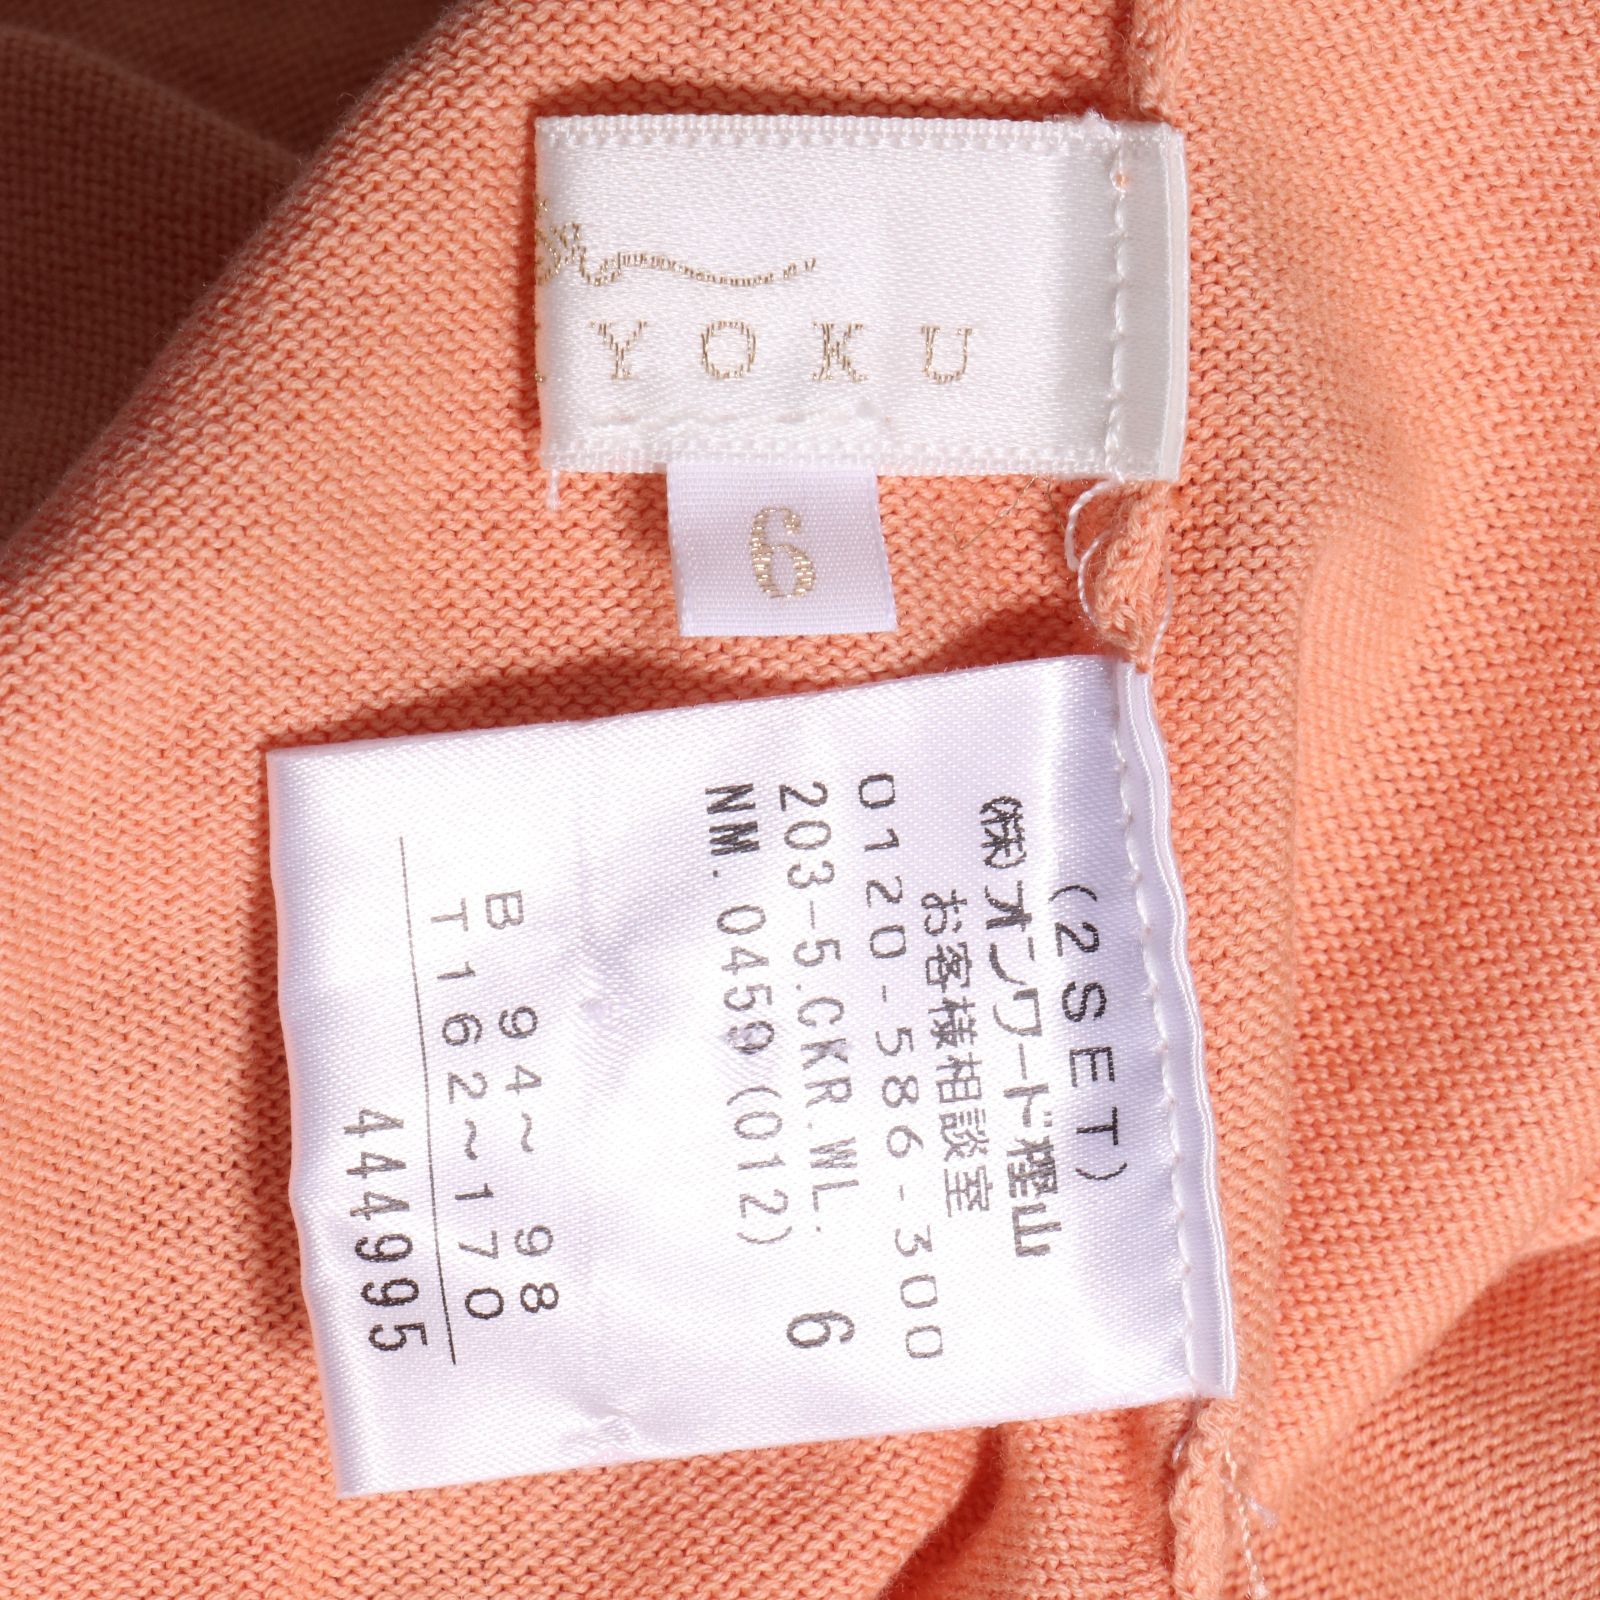 YOKU
6
(2SET)
㈱オンワード樫山
お客様相談室
0120-586-300
203-5.CKR.WL. 6
NM.0459(012)
B 94~ 98
T162~170
444995